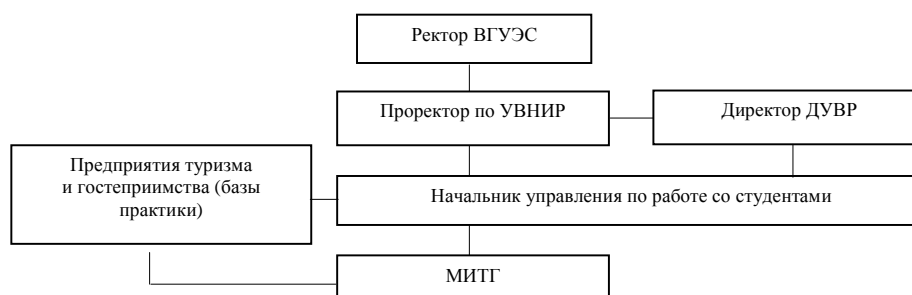 Ректор ВГУЭС
Проректор по УВНИР
Директор ДУВР
Предприятия туризма
и гостеприимства (базы
практики)
Начальник управления по работе со студентами
МИТГ